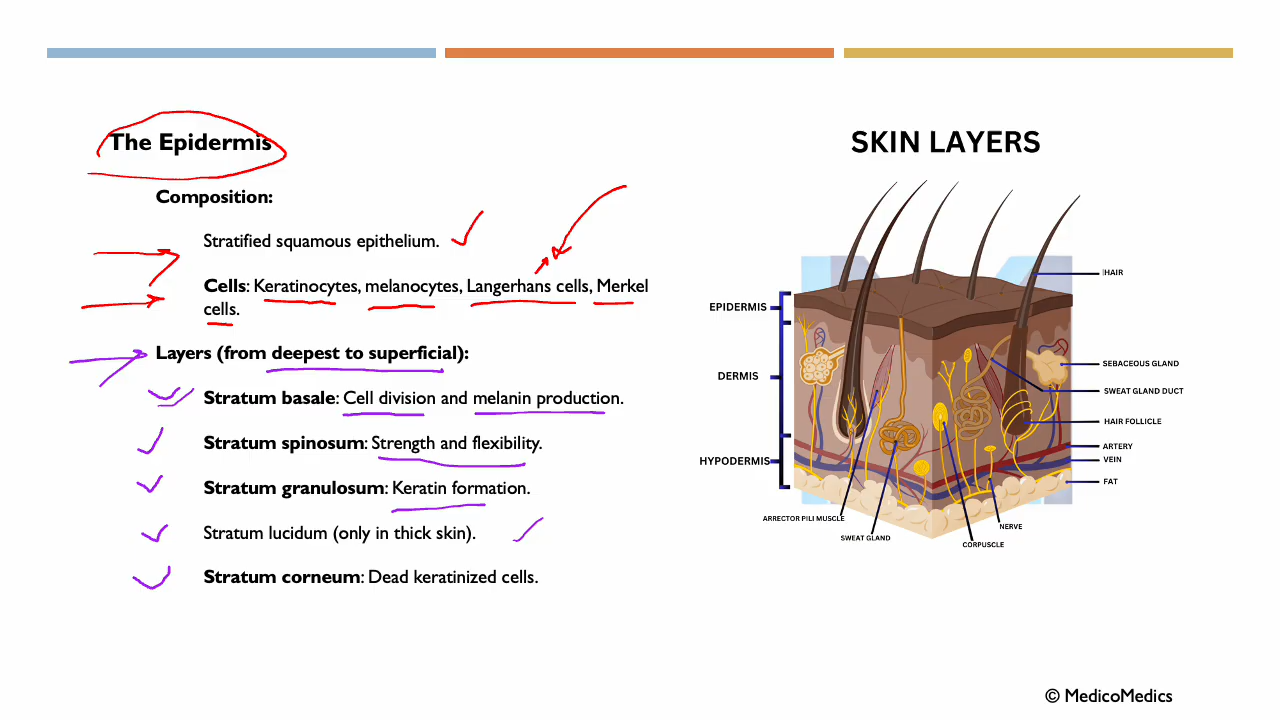 The Epidermis
Composition:
Stratified squamous epithelium.
Cells: Keratinocytes, melanocytes, Langerhans cells, Merkel
cells.
Layers (from deepest to superficial):
Stratum basale: Cell division and melanin production.
Stratum spinosum: Strength and flexibility.
Stratum granulosum: Keratin formation.
Stratum lucidum (only in thick skin).
Stratum corneum: Dead keratinized cells.
SKIN LAYERS
HAIR
EPIDERMIS
SEBACEOUS GLAND
DERMIS
SWEAT GLAND DUCT
HAIR FOLLICLE
ARTERY
HYPODERMIS
VEIN
FAT
ARRECTOR PILI MUSCLE
NERVE
SWEAT GLAND
CORPUSCLE
© MedicoMedics